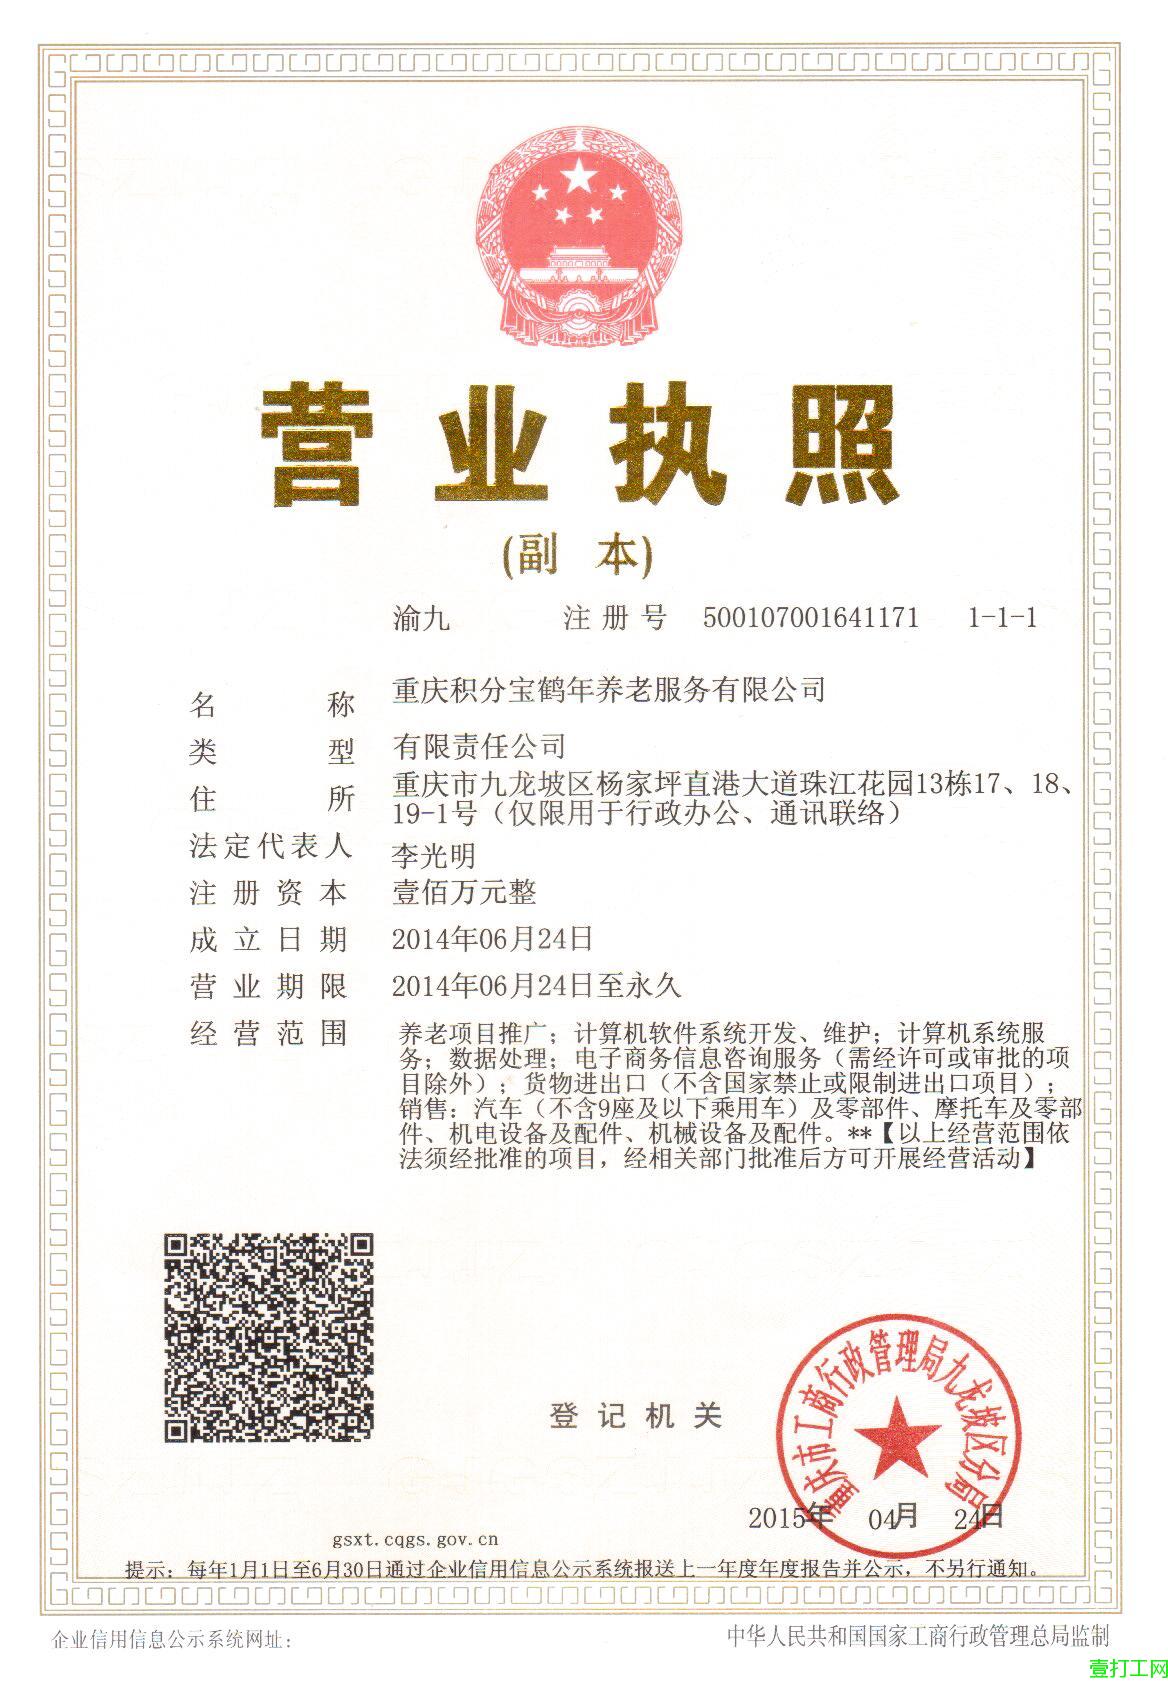 营业执照
(副 本)
渝九 注册号 500107001641171 1-1-1
名称 重庆积分宝鹤年养老服务有限公司
类型 有限责任公司
住所 重庆市九龙坡区杨家坪直港大道珠江花园13栋17、18、
19-1号（仅限用于行政办公、通讯联络）
法定代表人 李光明
注册资本 壹佰万元整
成立日期 2014年06月24日
营业期限 2014年06月24日至永久
经营范围 养老项目推广；计算机软件系统开发、维护；计算机系统服
务；数据处理；电子商务信息咨询服务（需经许可或审批的项
目除外）；货物进出口（不含国家禁止或限制进出口项目）；
销售：汽车（不含9座及以下乘用车）及零部件、摩托车及零部
件、机电设备及配件、机械设备及配件。**【以上经营范围依
法须经批准的项目，经相关部门批准后方可开展经营活动】
登记机关
重庆市工商行政管理局九龙坡区分局
2015年 04月 24日
gsxt.cqgs.gov.cn
提示：每年1月1日至6月30日通过企业信用信息公示系统报送上一年度年度报告并公示，不另行通知。
企业信用信息公示系统网址：
中华人民共和国国家工商行政管理总局监制
壹打工网